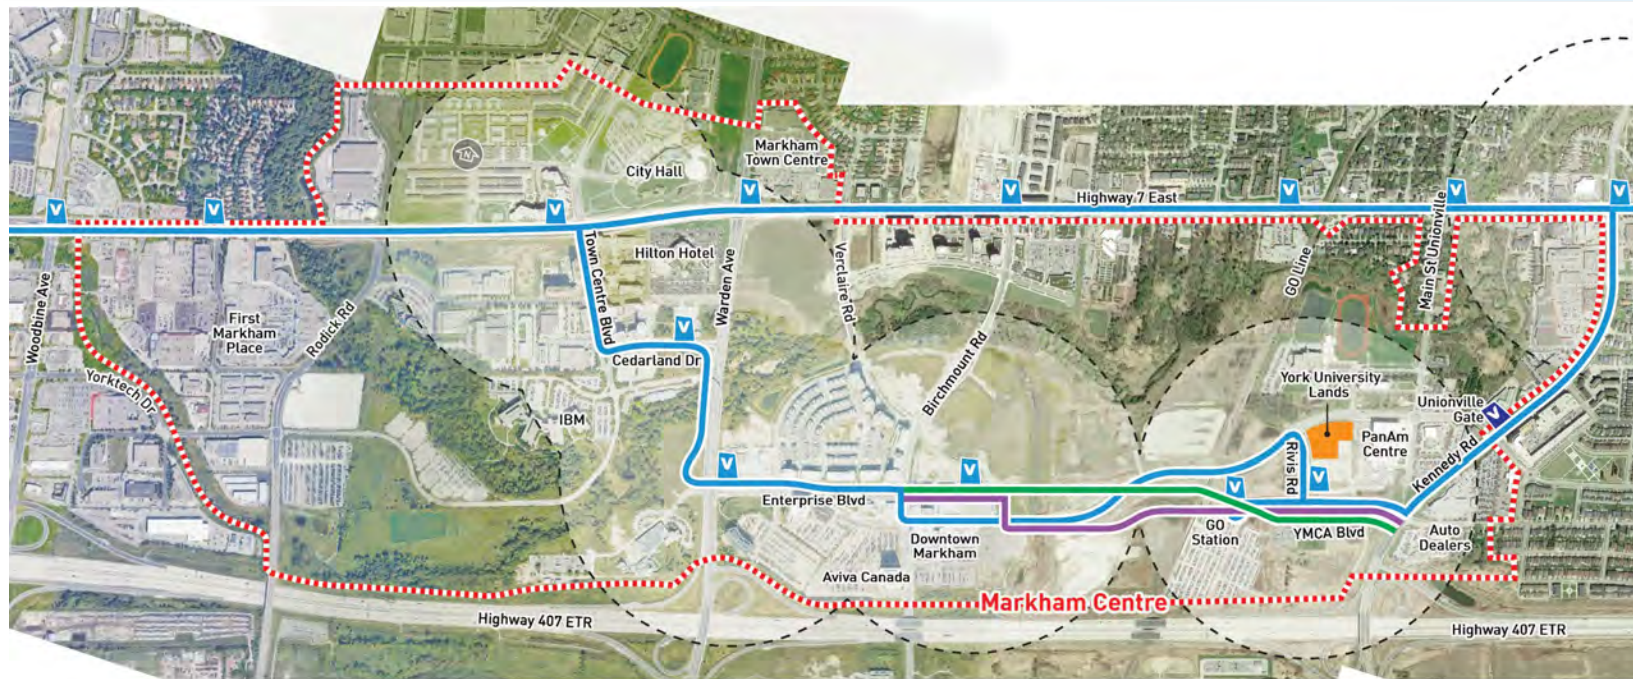 Markham
Town Centre
City Hall
Highway 7 East
V
V
V
V
V
V
V
V
Woodbine Ave
First
Markham
Place
Rodick Rd
Yorktech Dr
Town Centre Blvd
Hilton Hotel
Warden Ave
Verclaire Rd
GO Line
Main St Unionville
V
Cedarland Dr
IBM
Birchmount Rd
York University
Lands
Unionville
Gate
V
PanAm
Centre
Kennedy Rd
Rivis Rd
V
V
V
V
Enterprise Blvd
Downtown
Markham
GO
Station
YMCA Blvd
Auto
Dealers
Aviva Canada
Markham Centre
Highway 407 ETR
Highway 407 ETR
N